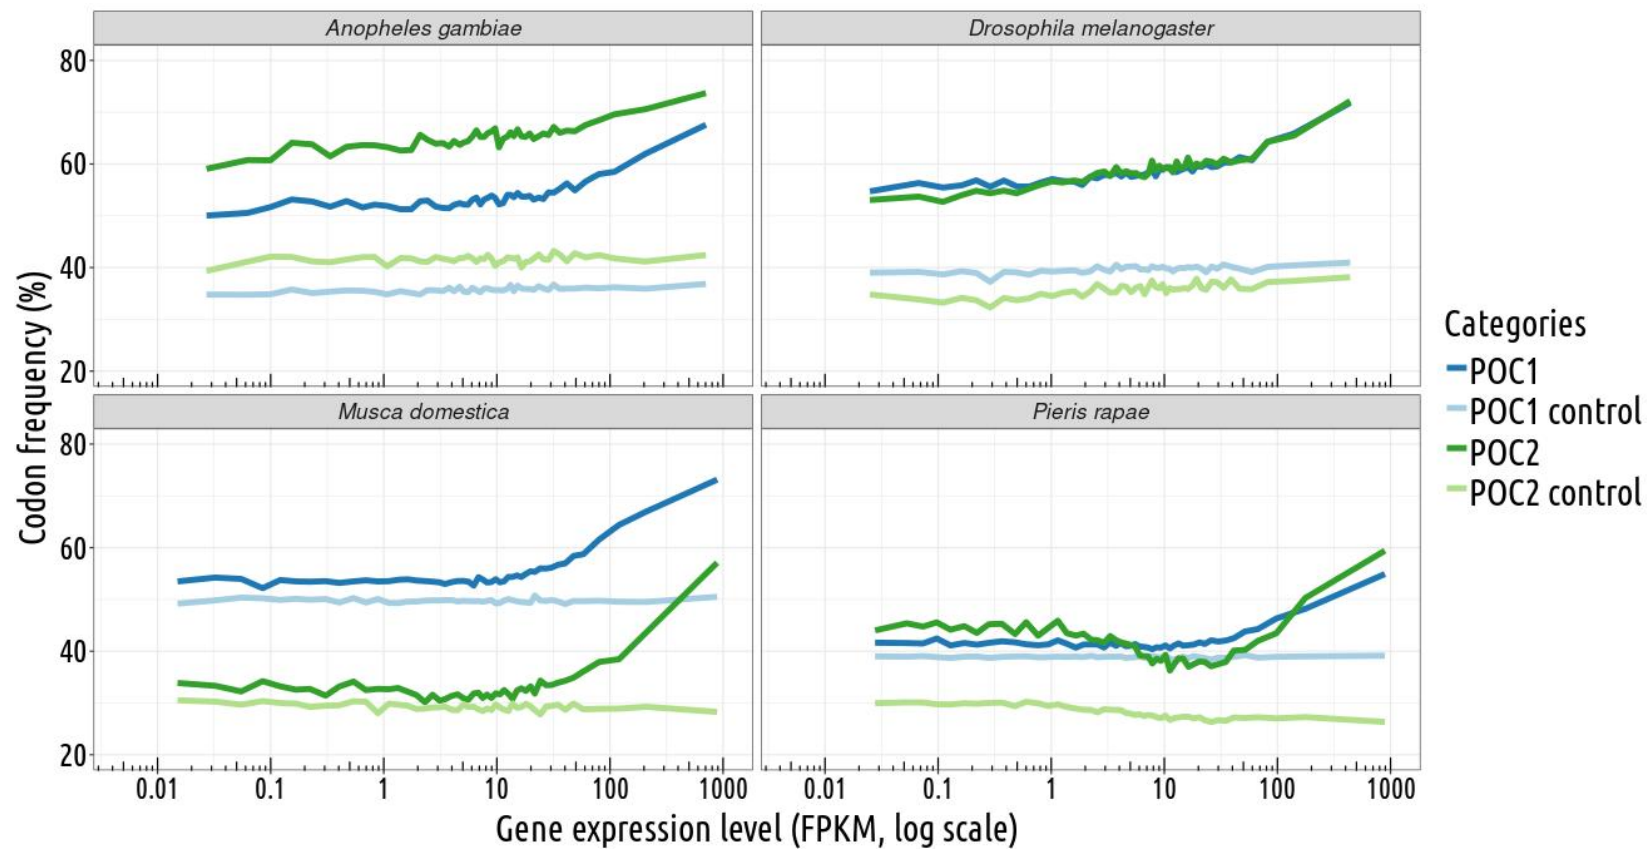 Anopheles gambiae
Drosophila melanogaster
80
60
40
20
Musca domestica
Pieris rapae
80
60
40
20
0.01 0.1 1 10 100 1000
0.01 0.1 1 10 100 1000
Codon frequency (%)
Gene expression level (FPKM, log scale)
Categories
POC1
POC1 control
POC2
POC2 control